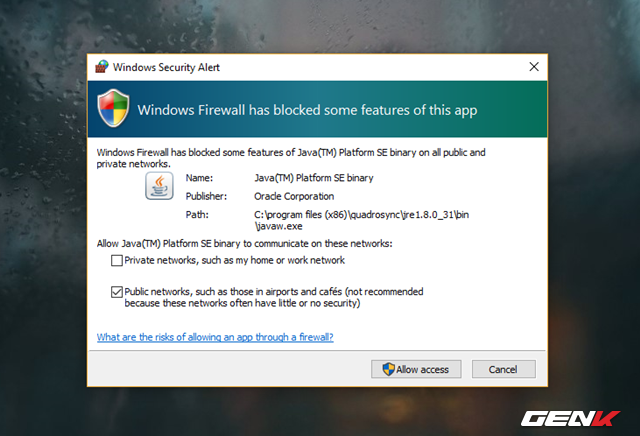 Windows Security Alert
Windows Firewall has blocked some features of this app
Windows Firewall has blocked some features of Java(TM) Platform SE binary on all public and
private networks.
Name: Java(TM) Platform SE binary
Publisher: Oracle Corporation
Path: C:\program files (x86)\quadrosync\jre1.8.0_31\bin
\javaw.exe
Allow Java(TM) Platform SE binary to communicate on these networks:
Private networks, such as my home or work network
Public networks, such as those in airports and cafés (not recommended
because these networks often have little or no security)
What are the risks of allowing an app through a firewall?
Allow access Cancel
GENK